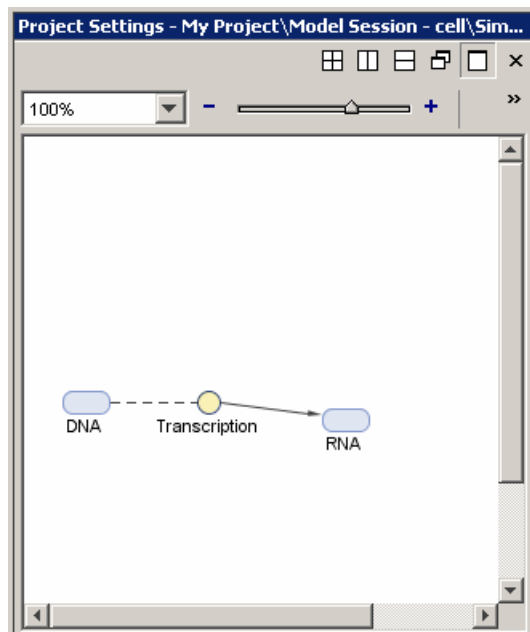 Project Settings - My Project\Model Session - cell\Sim...
100%
DNA
Transcription
RNA